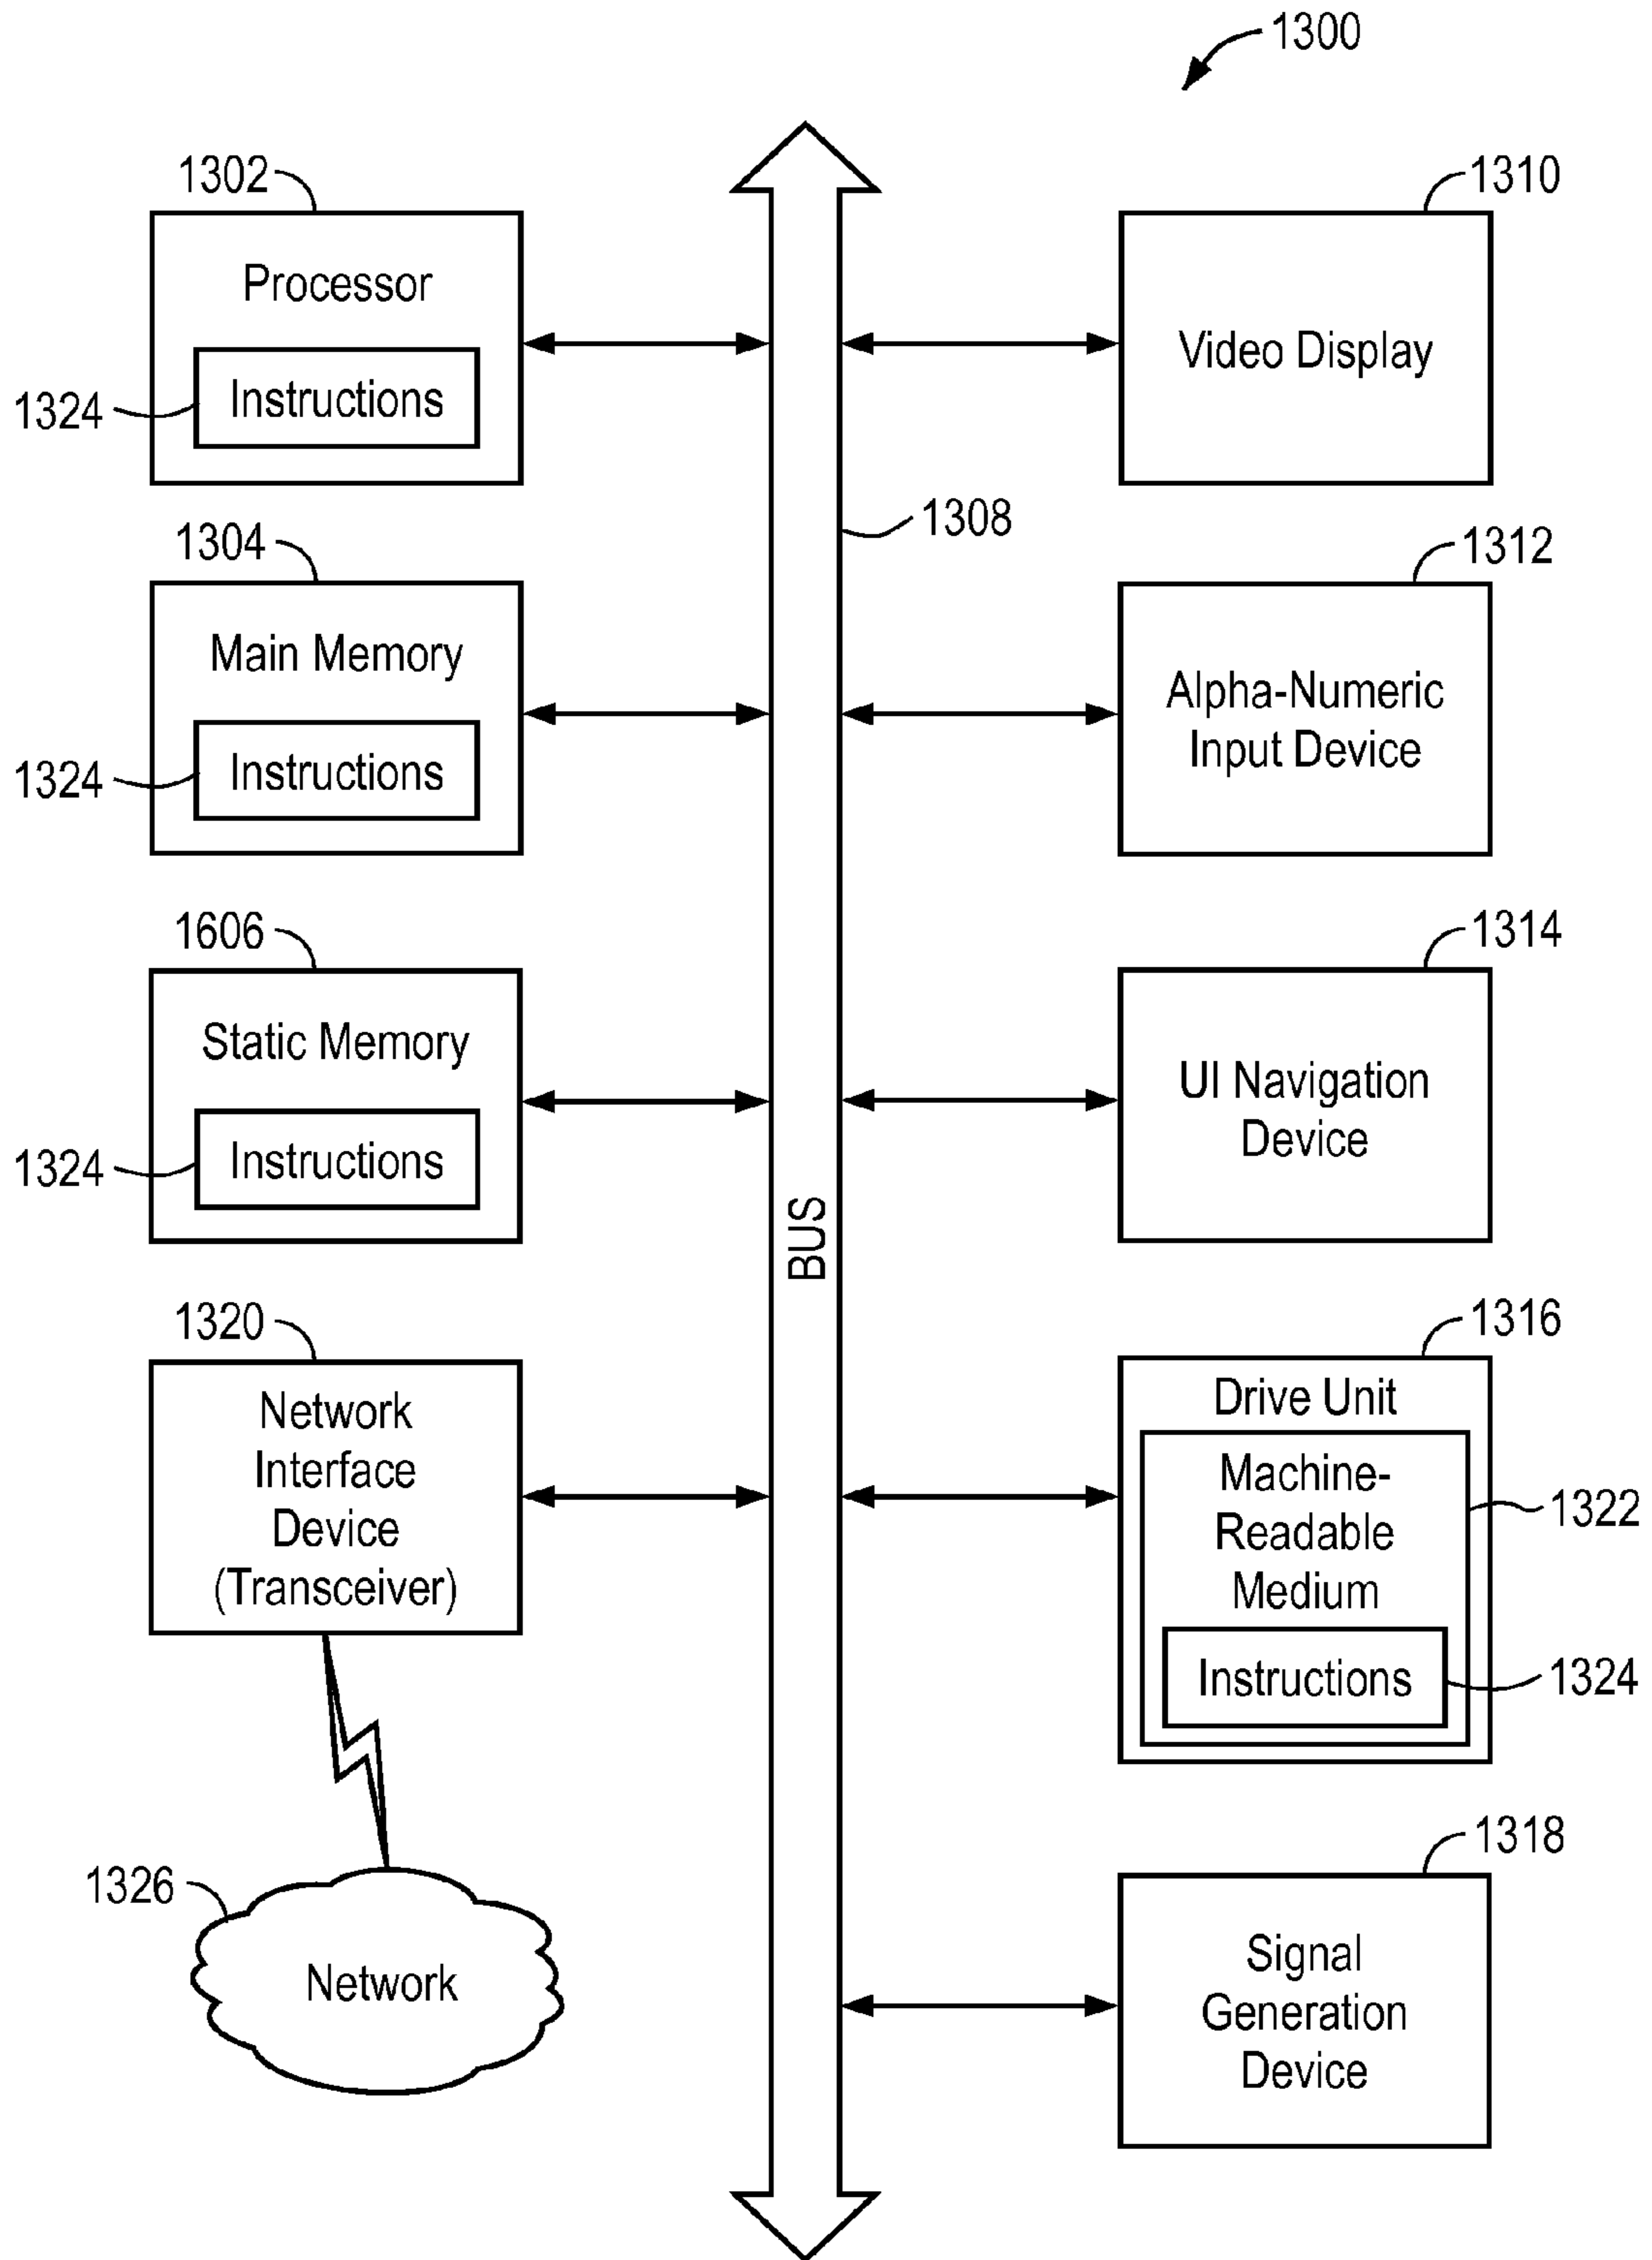 1300
1302
Processor
Instructions
1324
1310
Video Display
1308
1304
Main Memory
Instructions
1324
1312
Alpha-Numeric
Input Device
1606
Static Memory
Instructions
1324
1314
UI Navigation
Device
BUS
1320
Network
Interface
Device
(Transceiver)
1316
Drive Unit
Machine-
Readable
Medium
1322
Instructions
1324
1326
Network
1318
Signal
Generation
Device